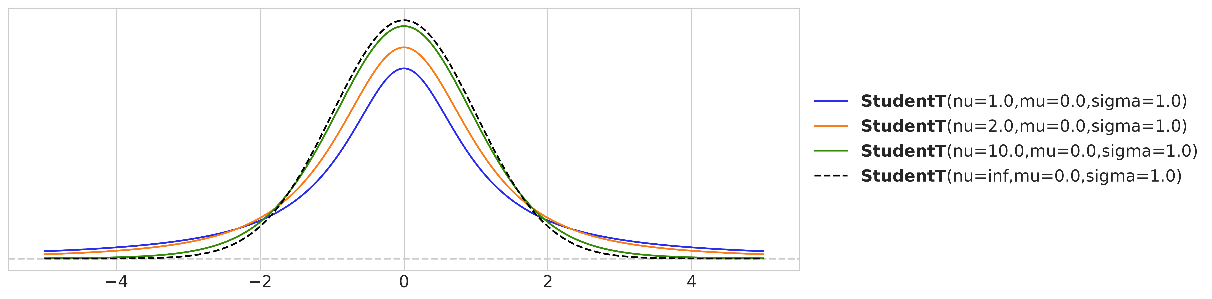 StudentT(nu=1.0,mu=0.0,sigma=1.0)
StudentT(nu=2.0,mu=0.0,sigma=1.0)
StudentT(nu=10.0,mu=0.0,sigma=1.0)
StudentT(nu=inf,mu=0.0,sigma=1.0)
−4 −2 0 2 4